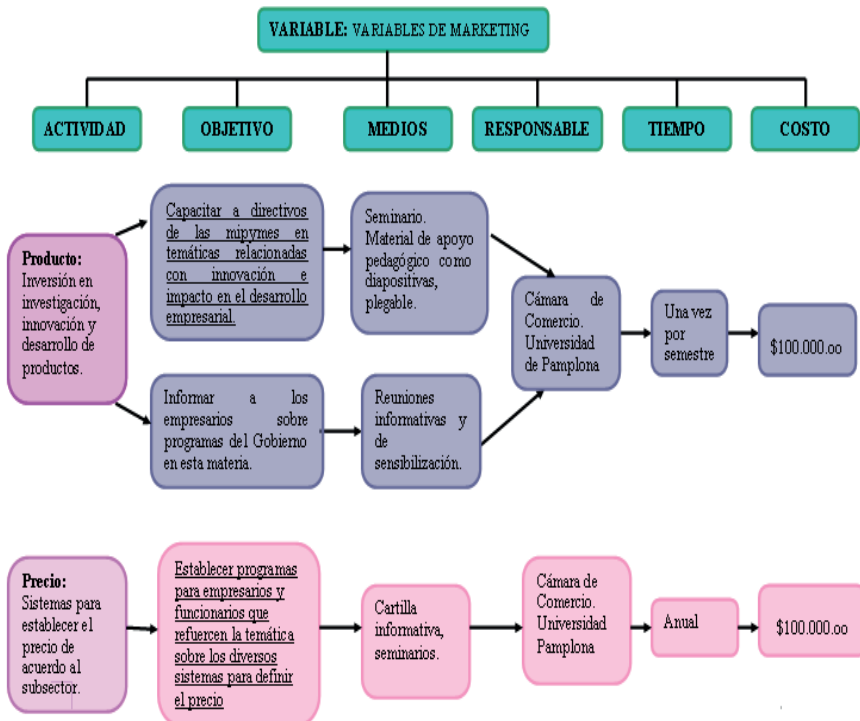 VARIABLE: VARIABLES DE MARKETING
ACTIVIDAD
OBJETIVO
MEDIOS
RESPONSABLE
TIEMPO
COSTO
Producto:
Inversión en
investigación,
innovación y
desarrollo de
productos.
Capacitar a directivos
de las mipymes en
temáticas relacionadas
con innovación e
impacto en el desarrollo
empresarial.
Seminario.
Material de apoyo
pedagógico como
diapositivas,
plegable.
Informar a los
empresarios sobre
programas del Gobierno
en esta materia.
Reuniones
informativas y
de
sensibilización.
Cámara de
Comercio.
Universidad
de Pamplona
Una vez
por
semestre
$100.000.oo
Precio:
Sistemas para
establecer el
precio de
acuerdo al
subsector.
Establecer programas
para empresarios y
funcionarios que
refuercen la temática
sobre los diversos
sistemas para definir
el precio
Cartilla
informativa,
seminarios.
Cámara de
Comercio.
Universidad
Pamplona
Anual
$100.000.oo